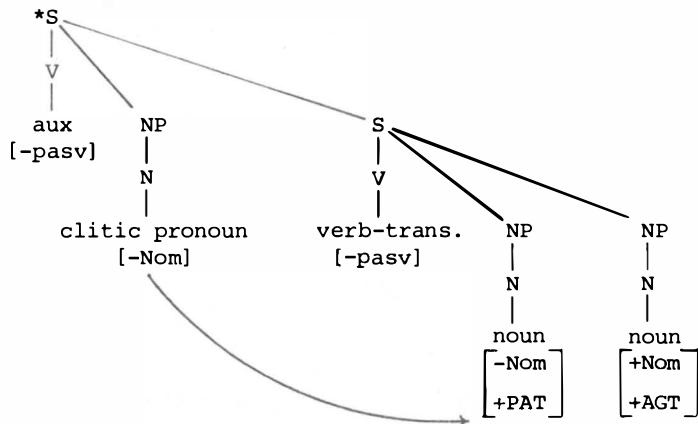 *S
V
aux NP S
[-pasv]
N V
clitic pronoun verb-trans. NP NP
[-Nom] [-pasv]
N N
noun noun
[-Nom [+Nom
+PAT] +AGT]